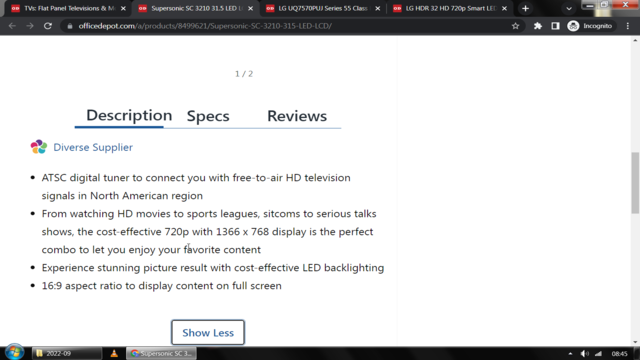 TVs: Flat Panel Televisions & M
Supersonic SC-3210 31.5 LED L
LG UQ7570PUJ Series 55 Class
LG HDR 32 HD 720p Smart LED
officedepot.com/a/products/8499621/Supersonic-SC-3210-315-LED-LCD/
Incognito
1 / 2
Description
Specs
Reviews
Diverse Supplier
ATSC digital tuner to connect you with free-to-air HD television
signals in North American region
From watching HD movies to sports leagues, sitcoms to serious talks
shows, the cost-effective 720p with 1366 x 768 display is the perfect
combo to let you enjoy your favorite content
Experience stunning picture result with cost-effective LED backlighting
16:9 aspect ratio to display content on full screen
Show Less
2022-09
Supersonic SC 3...
08:45